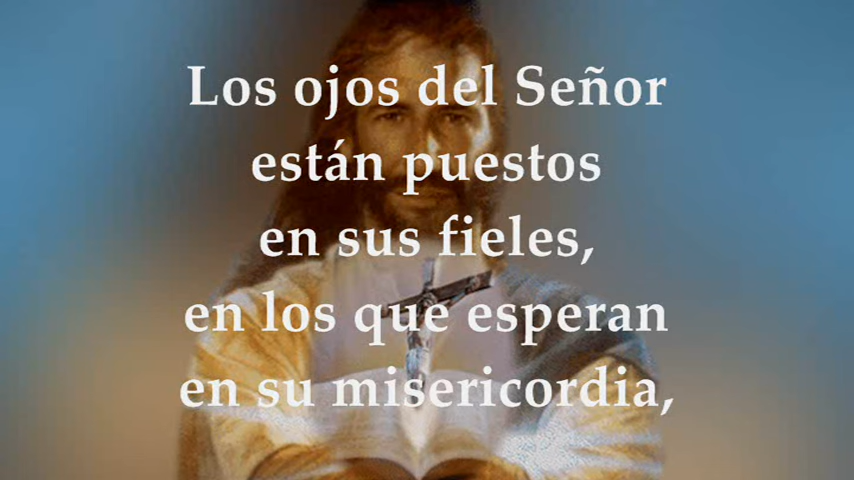 Los ojos del Señor
están puestos
en sus fieles,
en los que esperan
en su misericordia,